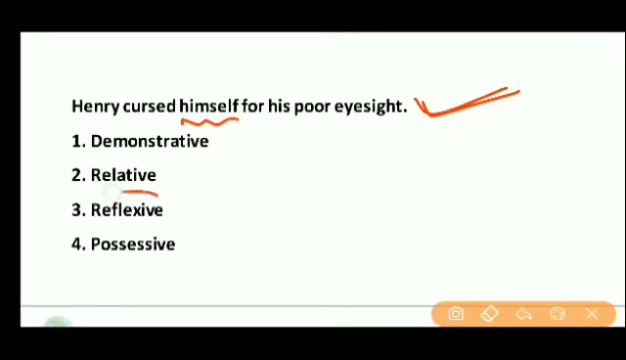 Henry cursed himself for his poor eyesight.
1. Demonstrative
2. Relative
3. Reflexive
4. Possessive